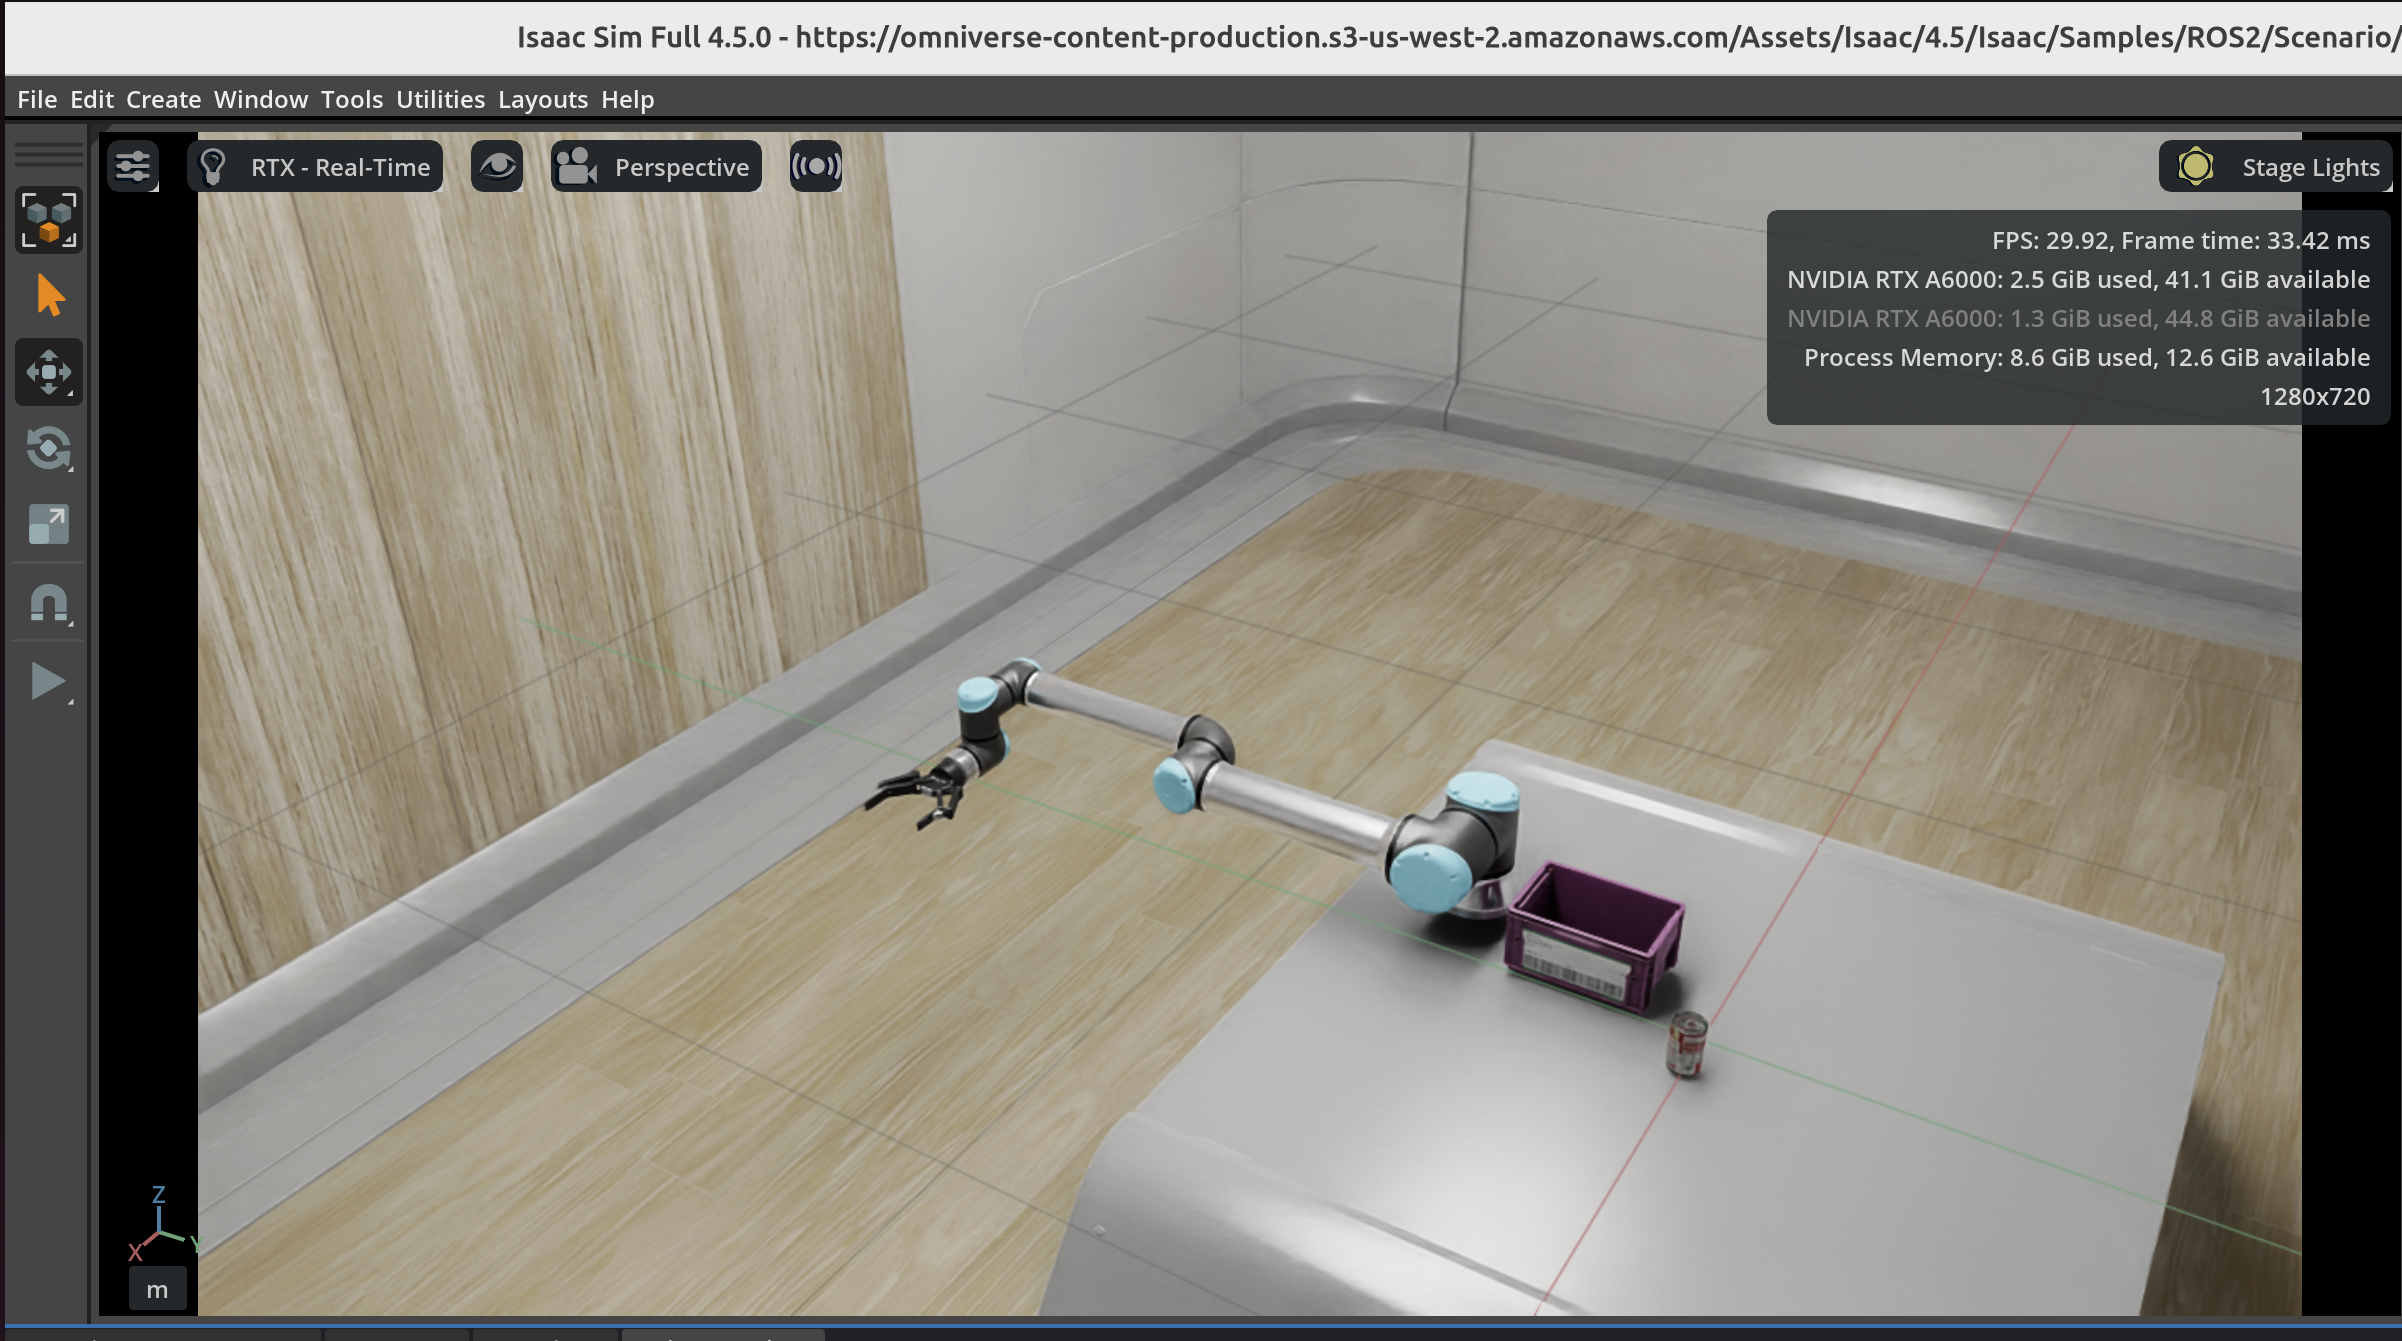 Isaac Sim Full 4.5.0 - https://omniverse-content-production.s3-us-west-2.amazonaws.com/Assets/Isaac/4.5/Isaac/Samples/ROS2/Scenario/
File Edit Create Window Tools Utilities Layouts Help
RTX - Real-Time Perspective Stage Lights
FPS: 29.92, Frame time: 33.42 ms
NVIDIA RTX A6000: 2.5 GiB used, 41.1 GiB available
NVIDIA RTX A6000: 1.3 GiB used, 44.8 GiB available
Process Memory: 8.6 GiB used, 12.6 GiB available
1280x720
Z
X Y
m